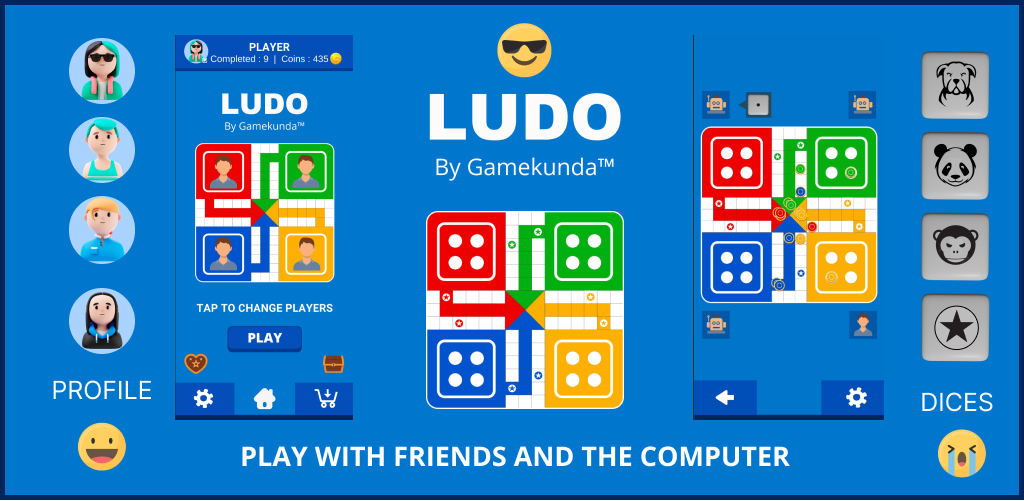 PLAYER
Completed : 9 | Coins : 435
LUDO
By Gamekunda™
TAP TO CHANGE PLAYERS
PLAY
PROFILE
LUDO
By Gamekunda™
DICES
PLAY WITH FRIENDS AND THE COMPUTER